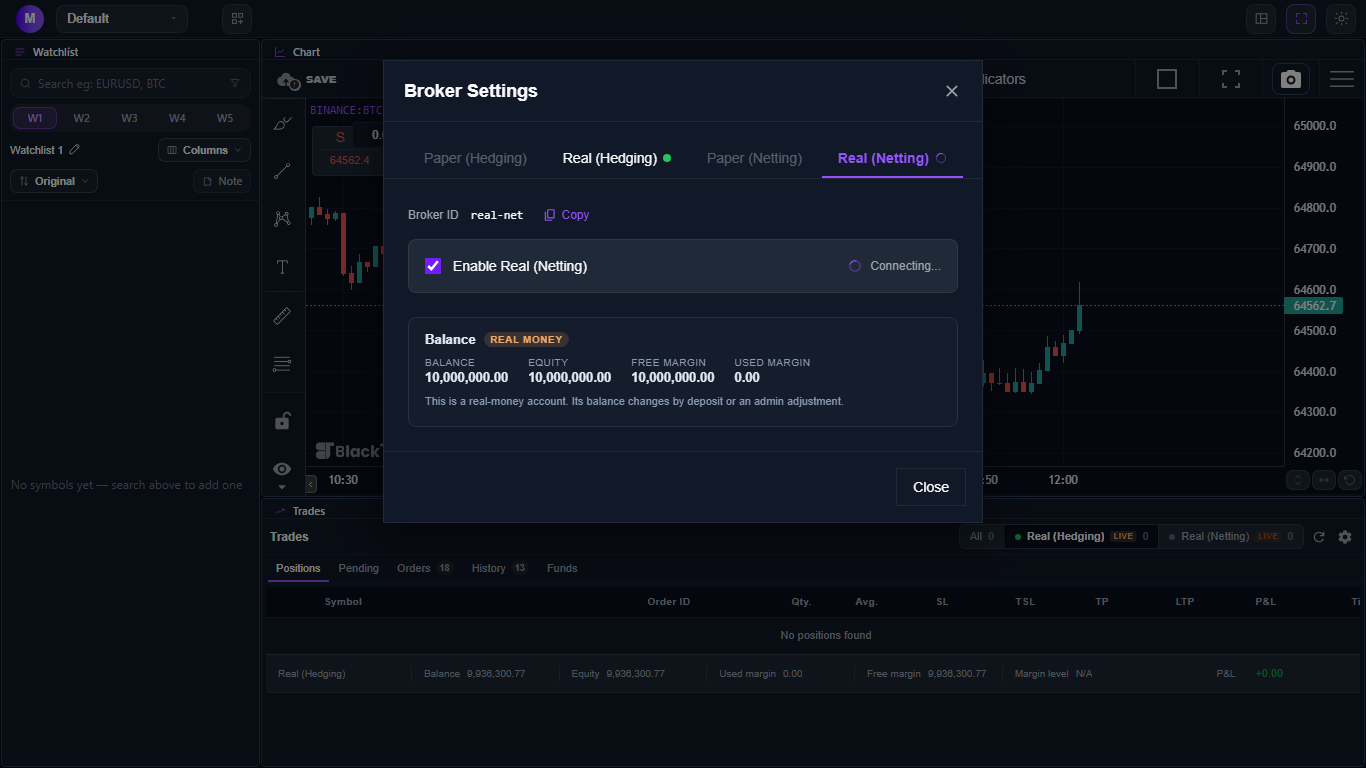 M Default
Watchlist
Chart
Search eg: EURUSD, BTC
SAVE
dicators
W1 W2 W3 W4 W5
BINANCE:BTC
Watchlist 1 Columns
Original Note
S 0.
64562.4
No symbols yet — search above to add one
Broker Settings
Paper (Hedging) Real (Hedging) Paper (Netting) Real (Netting)
Broker ID real-net Copy
Enable Real (Netting) Connecting...
Balance REAL MONEY
BALANCE EQUITY FREE MARGIN USED MARGIN
10,000,000.00 10,000,000.00 10,000,000.00 0.00
This is a real-money account. Its balance changes by deposit or an admin adjustment.
Close
65000.0
64900.0
64800.0
64700.0
64600.0
64562.7
64500.0
64400.0
64300.0
64200.0
Black
10:30 :50 12:00
Trades
Trades
All 0 Real (Hedging) LIVE 0 Real (Netting) LIVE 0
Positions Pending Orders 18 History 13 Funds
Symbol Order ID Qty. Avg. SL TSL TP LTP P&L Ti
No positions found
Real (Hedging) Balance 9,936,300.77 Equity 9,936,300.77 Used margin 0.00 Free margin 9,936,300.77 Margin level N/A P&L +0.00